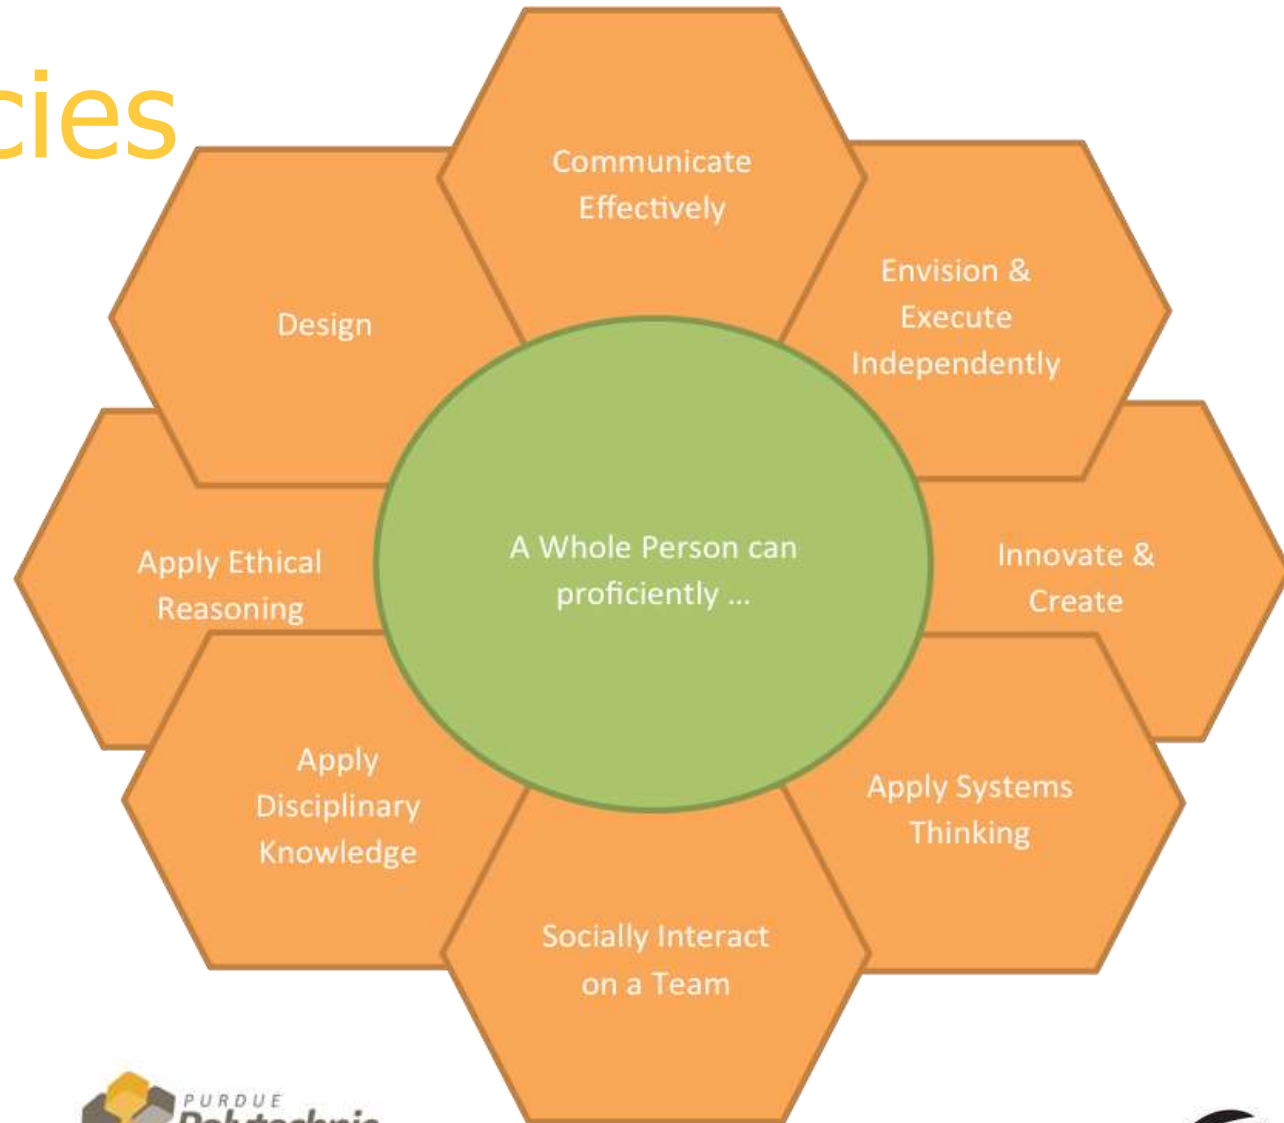 cies
Communicate
Effectively
Envision &
Execute
Independently
Design
A Whole Person can
proficiently ...
Innovate &
Create
Apply Ethical
Reasoning
Apply Systems
Thinking
Apply
Disciplinary
Knowledge
Socially Interact
on a Team
PURDUE
Polytechnic